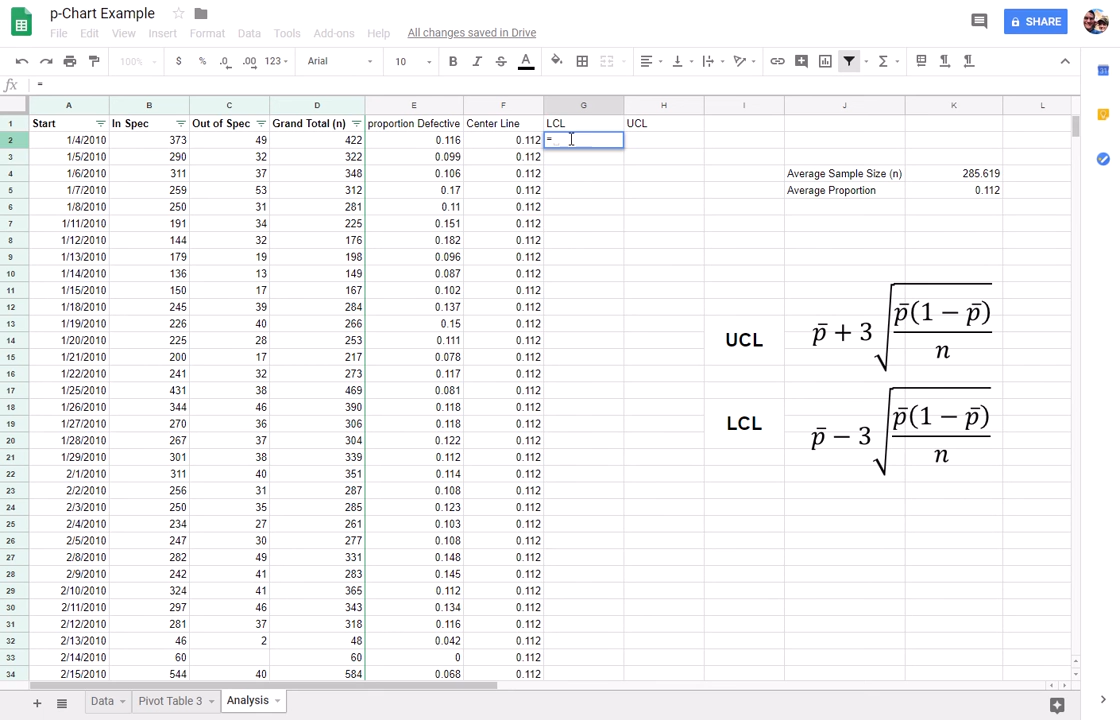 p-Chart Example
File Edit View Insert Format Data Tools Add-ons Help All changes saved in Drive
SHARE
100% $ % .0 .00 123 Arial 10 B I S A
fx =
A B C D E F G H I J K L
1 Start In Spec Out of Spec Grand Total (n) proportion Defective Center Line LCL UCL
2 1/4/2010 373 49 422 0.116 0.112 =
3 1/5/2010 290 32 322 0.099 0.112
4 1/6/2010 311 37 348 0.106 0.112 Average Sample Size (n) 285.619
5 1/7/2010 259 53 312 0.17 0.112 Average Proportion 0.112
6 1/8/2010 250 31 281 0.11 0.112
7 1/11/2010 191 34 225 0.151 0.112
8 1/12/2010 144 32 176 0.182 0.112
9 1/13/2010 179 19 198 0.096 0.112
10 1/14/2010 136 13 149 0.087 0.112
11 1/15/2010 150 17 167 0.102 0.112
12 1/18/2010 245 39 284 0.137 0.112
13 1/19/2010 226 40 266 0.15 0.112
14 1/20/2010 225 28 253 0.111 0.112
15 1/21/2010 200 17 217 0.078 0.112
16 1/22/2010 241 32 273 0.117 0.112
17 1/25/2010 431 38 469 0.081 0.112
18 1/26/2010 344 46 390 0.118 0.112
19 1/27/2010 270 36 306 0.118 0.112
20 1/28/2010 267 37 304 0.122 0.112
21 1/29/2010 301 38 339 0.112 0.112
22 2/1/2010 311 40 351 0.114 0.112
23 2/2/2010 256 31 287 0.108 0.112
24 2/3/2010 250 35 285 0.123 0.112
25 2/4/2010 234 27 261 0.103 0.112
26 2/5/2010 247 30 277 0.108 0.112
27 2/8/2010 282 49 331 0.148 0.112
28 2/9/2010 242 41 283 0.145 0.112
29 2/10/2010 324 41 365 0.112 0.112
30 2/11/2010 297 46 343 0.134 0.112
31 2/12/2010 281 37 318 0.116 0.112
32 2/13/2010 46 2 48 0.042 0.112
33 2/14/2010 60 60 0 0.112
34 2/15/2010 544 40 584 0.068 0.112
UCL p̄ + 3 √ p̄(1 − p̄)
n
LCL p̄ − 3 √ p̄(1 − p̄)
n
+ Data Pivot Table 3 Analysis